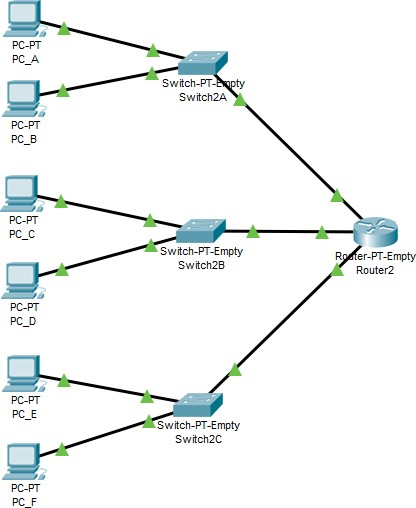 PC-PT
PC_A
Switch-PT-Empty
Switch2A
PC-PT
PC_B
PC-PT
PC_C
Switch-PT-Empty
Switch2B
Router-PT-Empty
Router2
PC-PT
PC_D
PC-PT
PC_E
Switch-PT-Empty
Switch2C
PC-PT
PC_F